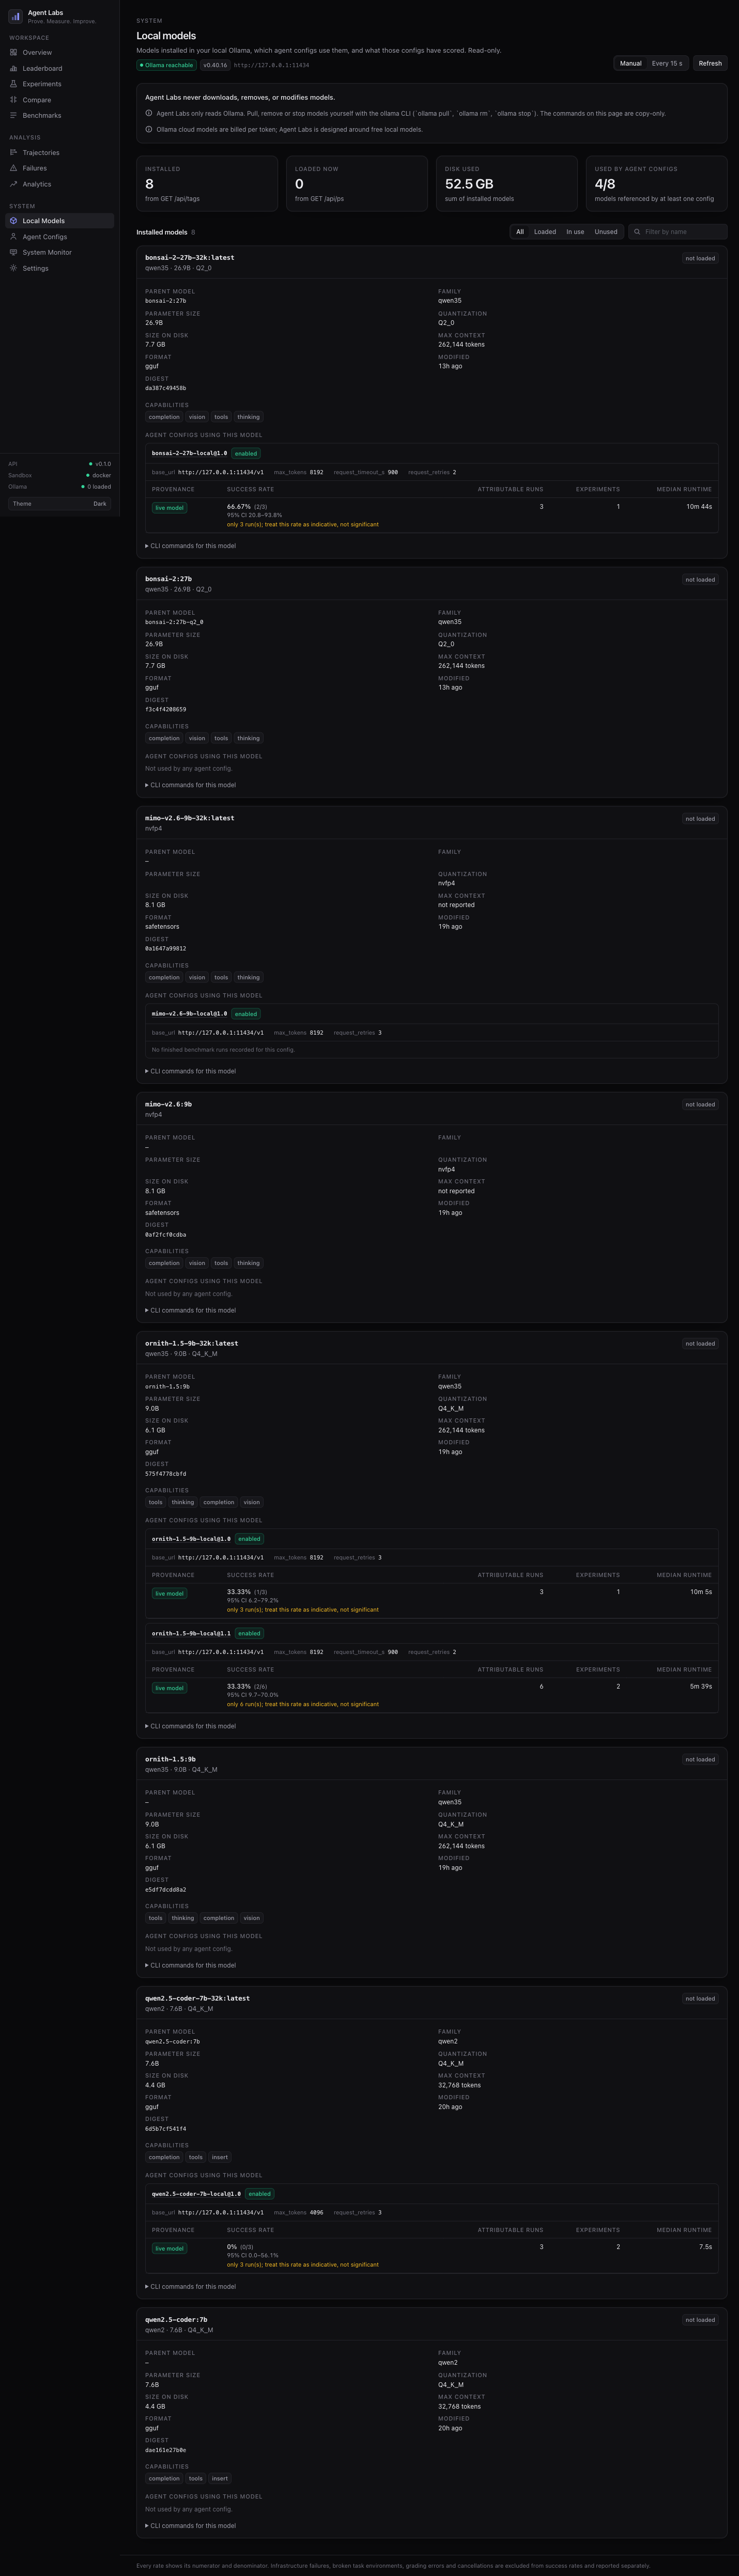 Agent Labs
Prove. Measure. Improve.
WORKSPACE
Overview
Leaderboard
Experiments
Compare
Benchmarks
ANALYSIS
Trajectories
Failures
Analytics
SYSTEM
Local Models
Agent Configs
System Monitor
Settings
API v0.1.0
Sandbox docker
Ollama 0 loaded
Theme Dark
SYSTEM
Local models
Models installed in your local Ollama, which agent configs use them, and what those configs have scored. Read-only.
Ollama reachable v0.40.16 http://127.0.0.1:11434
Manual Every 15 s Refresh
Agent Labs never downloads, removes, or modifies models.
Agent Labs only reads Ollama. Pull, remove or stop models yourself with the ollama CLI (`ollama pull`, `ollama rm`, `ollama stop`). The commands on this page are copy-only.
Ollama cloud models are billed per token; Agent Labs is designed around free local models.
INSTALLED
8
from GET /api/tags
LOADED NOW
0
from GET /api/ps
DISK USED
52.5 GB
sum of installed models
USED BY AGENT CONFIGS
4/8
models referenced by at least one config
Installed models 8
All Loaded In use Unused Filter by name
bonsai-2-27b-32k:latest not loaded
qwen35 · 26.9B · Q2_0
PARENT MODEL FAMILY
bonsai-2:27b qwen35
PARAMETER SIZE QUANTIZATION
26.9B Q2_0
SIZE ON DISK MAX CONTEXT
7.7 GB 262,144 tokens
FORMAT MODIFIED
gguf 13h ago
DIGEST
da387c49450b
CAPABILITIES
completion vision tools thinking
AGENT CONFIGS USING THIS MODEL
bonsai-2-27b-local@1.0 enabled
base_url http://127.0.0.1:11434/v1 max_tokens 8192 request_timeout_s 900 request_retries 2
PROVENANCE SUCCESS RATE ATTRIBUTABLE RUNS EXPERIMENTS MEDIAN RUNTIME
live model 66.67% (2/3) 3 1 10m 44s
95% CI 20.8–93.8%
only 3 run(s); treat this rate as indicative, not significant
CLI commands for this model
bonsai-2:27b not loaded
qwen35 · 26.9B · Q2_0
PARENT MODEL FAMILY
bonsai-2:27b-q2_0 qwen35
PARAMETER SIZE QUANTIZATION
26.9B Q2_0
SIZE ON DISK MAX CONTEXT
7.7 GB 262,144 tokens
FORMAT MODIFIED
gguf 13h ago
DIGEST
f3c4f4208659
CAPABILITIES
completion vision tools thinking
AGENT CONFIGS USING THIS MODEL
Not used by any agent config.
CLI commands for this model
mimo-v2.6-9b-32k:latest not loaded
nvfp4
PARENT MODEL FAMILY
—
PARAMETER SIZE QUANTIZATION
nvfp4
SIZE ON DISK MAX CONTEXT
8.1 GB not reported
FORMAT MODIFIED
safetensors 19h ago
DIGEST
0a1647a99812
CAPABILITIES
completion vision tools thinking
AGENT CONFIGS USING THIS MODEL
mimo-v2.6-9b-local@1.0 enabled
base_url http://127.0.0.1:11434/v1 max_tokens 8192 request_retries 3
No finished benchmark runs recorded for this config.
CLI commands for this model
mimo-v2.6:9b not loaded
nvfp4
PARENT MODEL FAMILY
—
PARAMETER SIZE QUANTIZATION
nvfp4
SIZE ON DISK MAX CONTEXT
8.1 GB not reported
FORMAT MODIFIED
safetensors 19h ago
DIGEST
0af2fcf0cdba
CAPABILITIES
completion vision tools thinking
AGENT CONFIGS USING THIS MODEL
Not used by any agent config.
CLI commands for this model
ornith-1.5-9b-32k:latest not loaded
qwen35 · 9.0B · Q4_K_M
PARENT MODEL FAMILY
ornith-1.5:9b qwen35
PARAMETER SIZE QUANTIZATION
9.0B Q4_K_M
SIZE ON DISK MAX CONTEXT
6.1 GB 262,144 tokens
FORMAT MODIFIED
gguf 19h ago
DIGEST
575f4778cbfd
CAPABILITIES
tools thinking completion vision
AGENT CONFIGS USING THIS MODEL
ornith-1.5-9b-local@1.0 enabled
base_url http://127.0.0.1:11434/v1 max_tokens 8192 request_retries 3
PROVENANCE SUCCESS RATE ATTRIBUTABLE RUNS EXPERIMENTS MEDIAN RUNTIME
live model 33.33% (1/3) 3 1 10m 5s
95% CI 6.2–79.2%
only 3 run(s); treat this rate as indicative, not significant
ornith-1.5-9b-local@1.1 enabled
base_url http://127.0.0.1:11434/v1 max_tokens 8192 request_timeout_s 900 request_retries 2
PROVENANCE SUCCESS RATE ATTRIBUTABLE RUNS EXPERIMENTS MEDIAN RUNTIME
live model 33.33% (2/6) 6 2 5m 39s
95% CI 9.7–70.0%
only 6 run(s); treat this rate as indicative, not significant
CLI commands for this model
ornith-1.5:9b not loaded
qwen35 · 9.0B · Q4_K_M
PARENT MODEL FAMILY
— qwen35
PARAMETER SIZE QUANTIZATION
9.0B Q4_K_M
SIZE ON DISK MAX CONTEXT
6.1 GB 262,144 tokens
FORMAT MODIFIED
gguf 19h ago
DIGEST
e5df7dcdd8a2
CAPABILITIES
tools thinking completion vision
AGENT CONFIGS USING THIS MODEL
Not used by any agent config.
CLI commands for this model
qwen2.5-coder-7b-32k:latest not loaded
qwen2 · 7.6B · Q4_K_M
PARENT MODEL FAMILY
qwen2.5-coder:7b qwen2
PARAMETER SIZE QUANTIZATION
7.6B Q4_K_M
SIZE ON DISK MAX CONTEXT
4.4 GB 32,768 tokens
FORMAT MODIFIED
gguf 20h ago
DIGEST
6d5b7cf541f4
CAPABILITIES
completion tools insert
AGENT CONFIGS USING THIS MODEL
qwen2.5-coder-7b-local@1.0 enabled
base_url http://127.0.0.1:11434/v1 max_tokens 4096 request_retries 3
PROVENANCE SUCCESS RATE ATTRIBUTABLE RUNS EXPERIMENTS MEDIAN RUNTIME
live model 0% (0/3) 3 2 7.5s
95% CI 0.0–56.1%
only 3 run(s); treat this rate as indicative, not significant
CLI commands for this model
qwen2.5-coder:7b not loaded
qwen2 · 7.6B · Q4_K_M
PARENT MODEL FAMILY
— qwen2
PARAMETER SIZE QUANTIZATION
7.6B Q4_K_M
SIZE ON DISK MAX CONTEXT
4.4 GB 32,768 tokens
FORMAT MODIFIED
gguf 20h ago
DIGEST
dae161e27b0e
CAPABILITIES
completion tools insert
AGENT CONFIGS USING THIS MODEL
Not used by any agent config.
CLI commands for this model
Every rate shows its numerator and denominator. Infrastructure failures, broken task environments, grading errors and cancellations are excluded from success rates and reported separately.